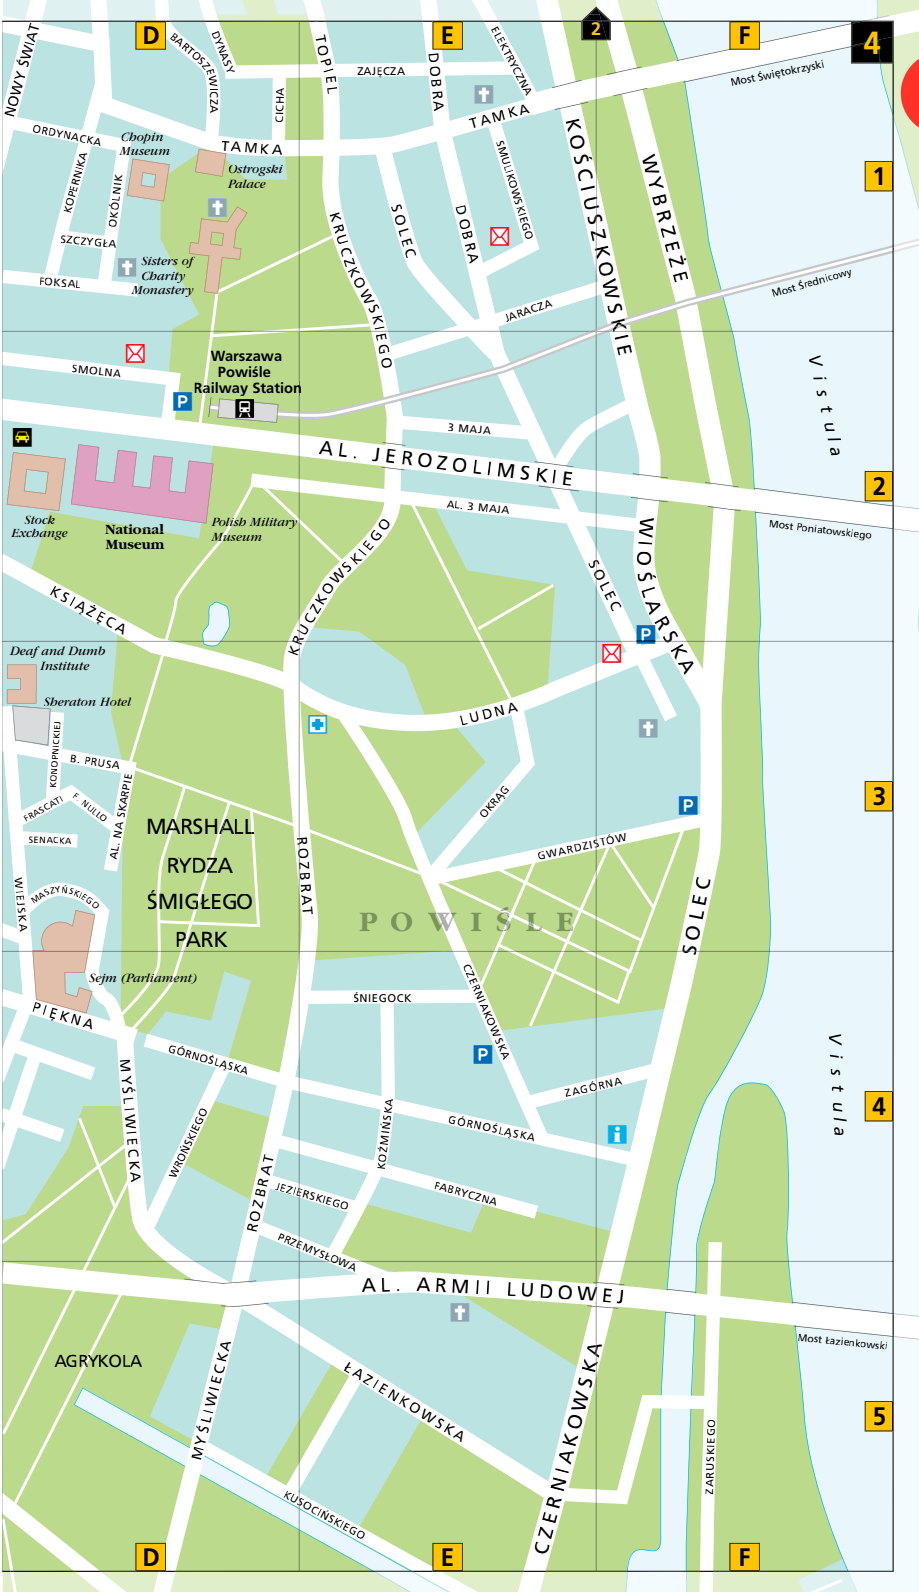 D
E
2
F
4
NOWY ŚWIAT
BARTOSZEWICZA
DYNASY
TOPIEL
ZAJĘCZA
DOBRA
ELEKTRYCZNA
Most Świętokrzyski
CICHA
TAMKA
TAMKA
ORDYNACKA
Chopin
Museum
Ostrogski
Palace
KOPERNIKA
OKÓLNIK
SMULIKOWSKIEGO
KOŚCIUSZKOWSKIE
WYBRZEŻE
1
SOLEC
DOBRA
KRUCZKOWSKIEGO
SZCZYGŁA
Sisters of
Charity
Monastery
FOKSAL
Most Średnicowy
JARACZA
SMOLNA
Warszawa
Powiśle
Railway Station
P
Vistula
3 MAJA
AL. JEROZOLIMSKIE
2
Stock
Exchange
National
Museum
Polish Military
Museum
AL. 3 MAJA
Most Poniatowskiego
KRUCZKOWSKIEGO
SOLEC
WIOŚLARSKA
KSIĄŻĘCA
P
Deaf and Dumb
Institute
Sheraton Hotel
LUDNA
KONOPNICKIEJ
B. PRUSA
FRASCATI
F. NULLO
AL. NA SKARPIE
OKRĄG
P
3
SENACKA
MARSHALL
RYDZA
ŚMIGŁEGO
PARK
ROZBRAT
GWARDZISTÓW
WIEJSKA
MASZYŃSKIEGO
POWIŚLE
SOLEC
Sejm (Parliament)
PIĘKNA
ŚNIEGOCK
CZERNIAKOWSKA
P
Vistula
GÓRNOŚLĄSKA
MYŚLIWIECKA
ZAGÓRNA
4
WROŃSKIEGO
KOŹMIŃSKA
GÓRNOŚLĄSKA
ROZBRAT
JEZIERSKIEGO
FABRYCZNA
PRZEMYSŁOWA
AL. ARMII LUDOWEJ
Most Łazienkowski
AGRYKOLA
MYŚLIWIECKA
ŁAZIENKOWSKA
CZERNIAKOWSKA
ZARUSKIEGO
5
KUSOCIŃSKIEGO
D
E
F